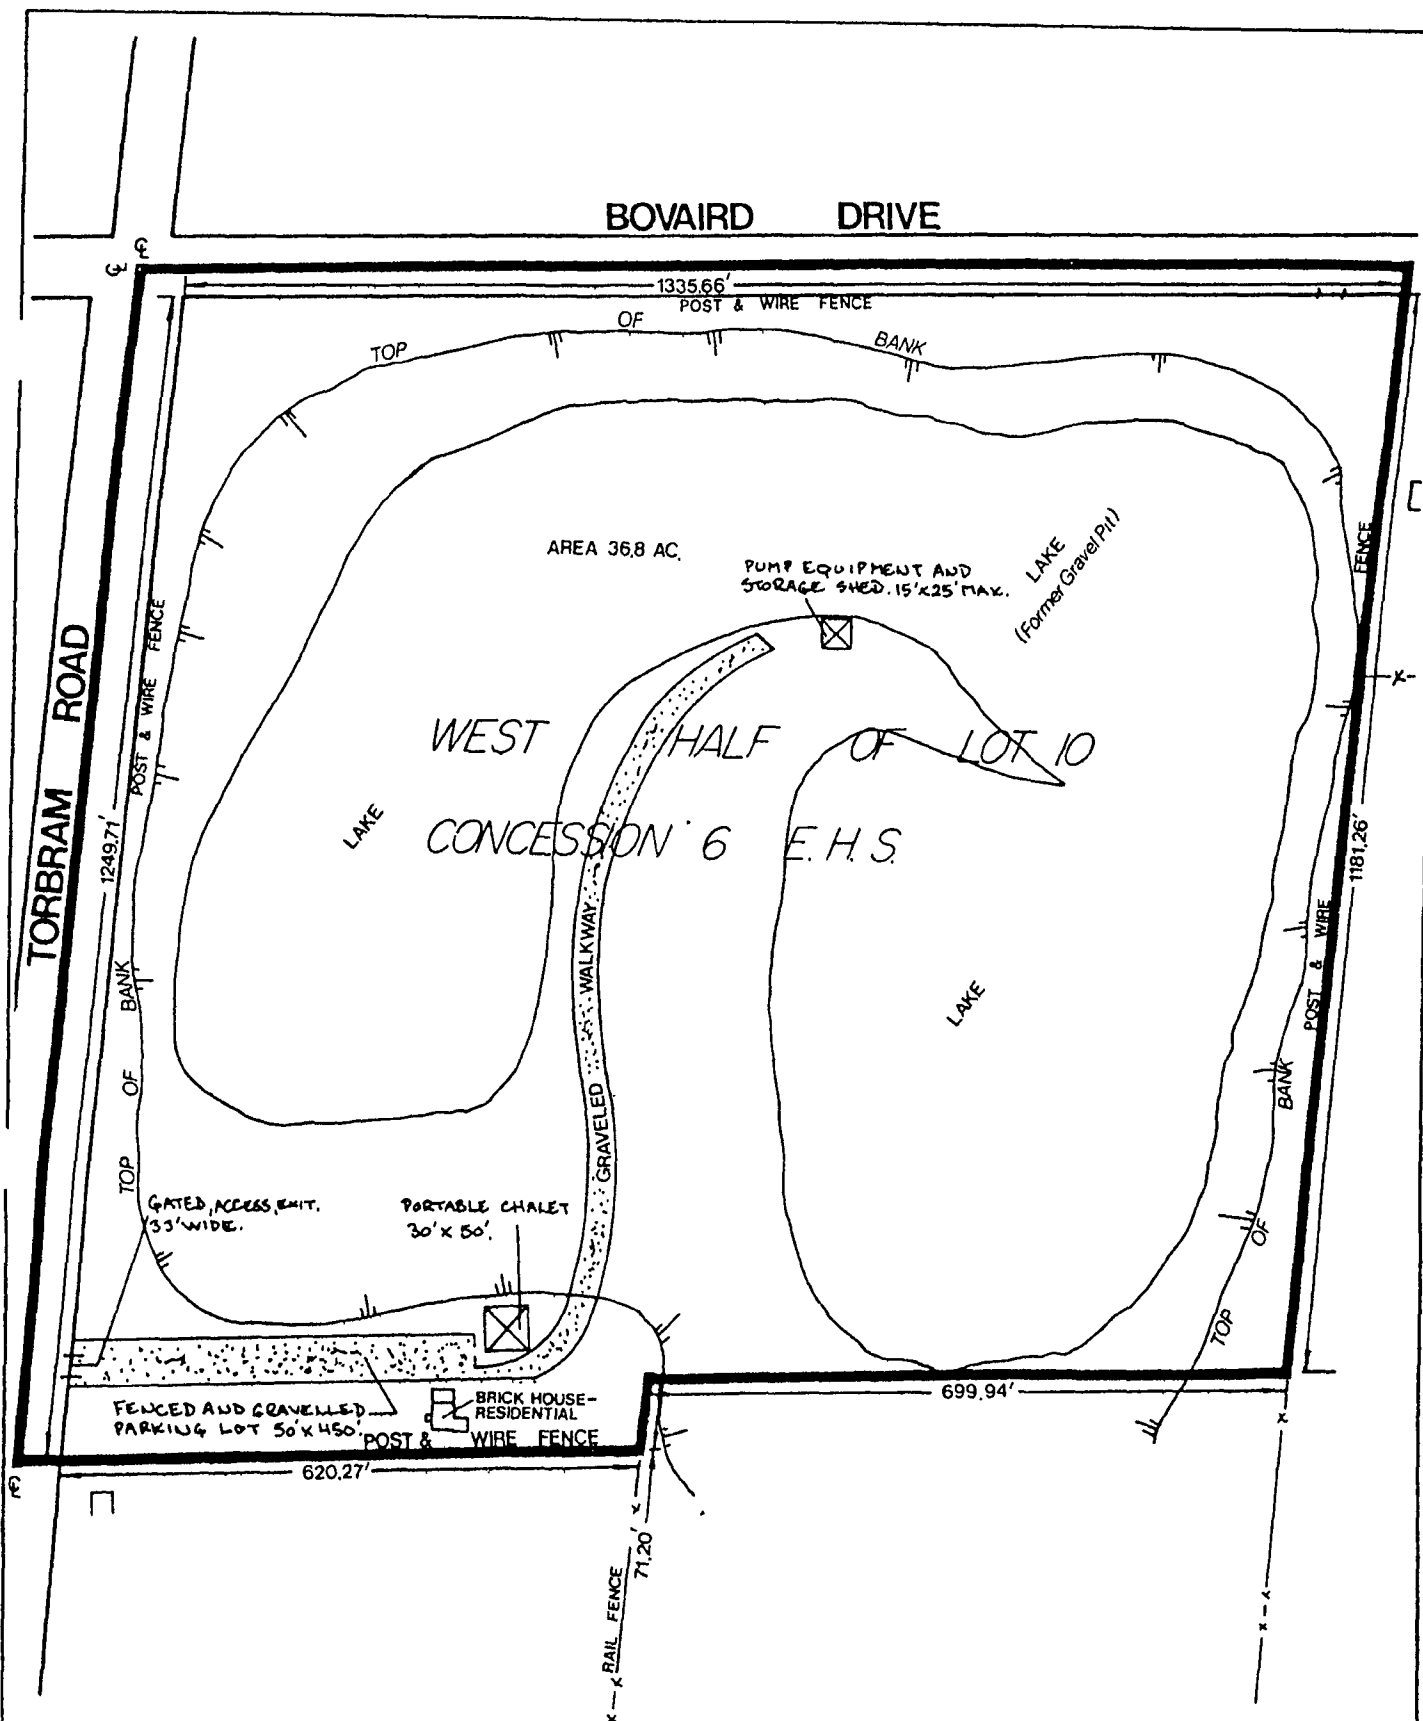 BOVAIRD DRIVE
℄
℄
1335.66'
POST & WIRE FENCE
TOP OF BANK
AREA 36.8 AC.
PUMP EQUIPMENT AND
STORAGE SHED. 15'x25' MAX.
LAKE
(Former Gravel Pit)
FENCE
POST & WIRE FENCE
TORBRAM ROAD
WEST HALF OF LOT 10
CONCESSION 6 E.H.S.
LAKE
1249.71'
1181.26'
GRAVELED WALKWAY
POST & WIRE
LAKE
TOP OF BANK
TOP OF BANK
GATED, ACCESS, EXIT.
33' WIDE.
PORTABLE CHALET
30' x 50'.
699.94'
BRICK HOUSE-
RESIDENTIAL
FENCED AND GRAVELLED
PARKING LOT 50'x450'.
POST & WIRE FENCE
620.27'
℄
71.20'
RAIL FENCE